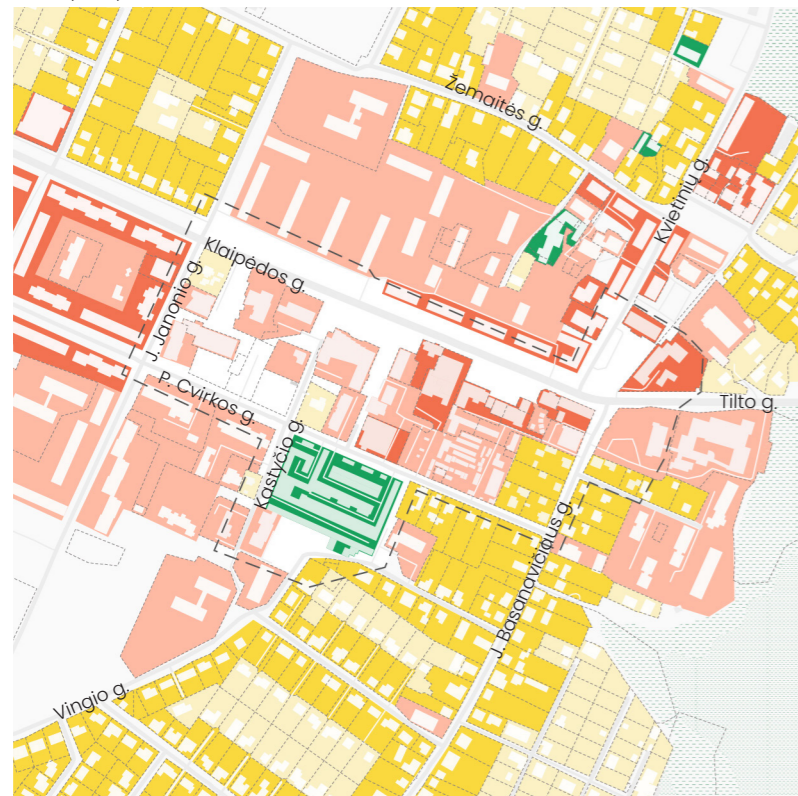 Žemaitės g.
Kvietinių g.
Klaipėdos g.
J. Janonio g.
P. Cvirkos g.
Tilto g.
Kastyčio g.
J. Basanavičiaus g.
Vingio g.